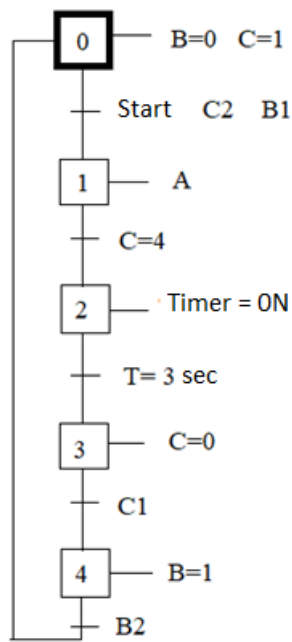 0 B=0 C=1
Start C2 B1
1 A
C=4
2 Timer = 0N
T= 3 sec
3 C=0
C1
4 B=1
B2